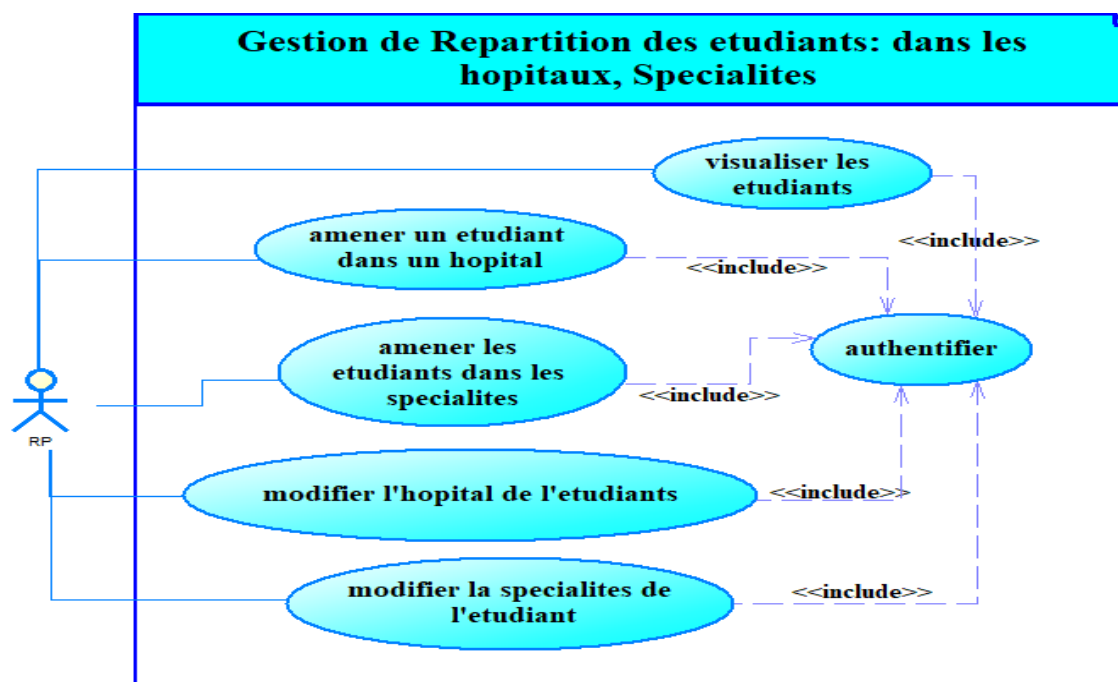 Gestion de Repartition des etudiants: dans les
hopitaux, Specialites
visualiser les
etudiants
<<include>>
amener un etudiant
dans un hopital
<<include>>
amener les
etudiants dans les
specialites
<<include>>
authentifier
RP
modifier l'hopital de l'etudiants
<<include>>
modifier la specialites de
l'etudiant
<<include>>